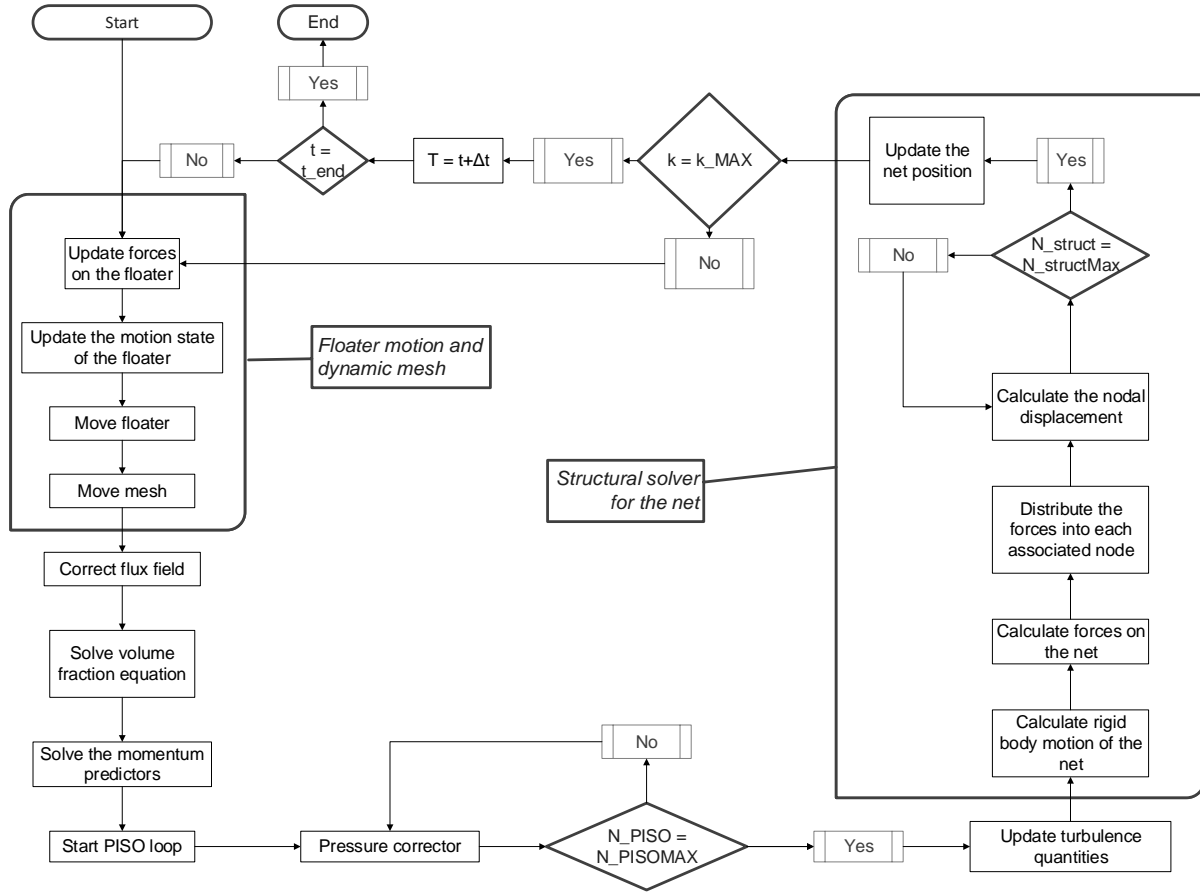 Start
End
Yes
No
t =
t_end
T = t+Δt
Yes
k = k_MAX
No
Update the
net position
Yes
N_struct =
N_structMax
No
Update forces
on the floater
Update the motion state
of the floater
Move floater
Move mesh
Floater motion and
dynamic mesh
Structural solver
for the net
Calculate the nodal
displacement
Distribute the
forces into each
associated node
Calculate forces on
the net
Calculate rigid
body motion of the
net
Correct flux field
Solve volume
fraction equation
Solve the momentum
predictors
Start PISO loop
Pressure corrector
No
N_PISO =
N_PISOMAX
Yes
Update turbulence
quantities